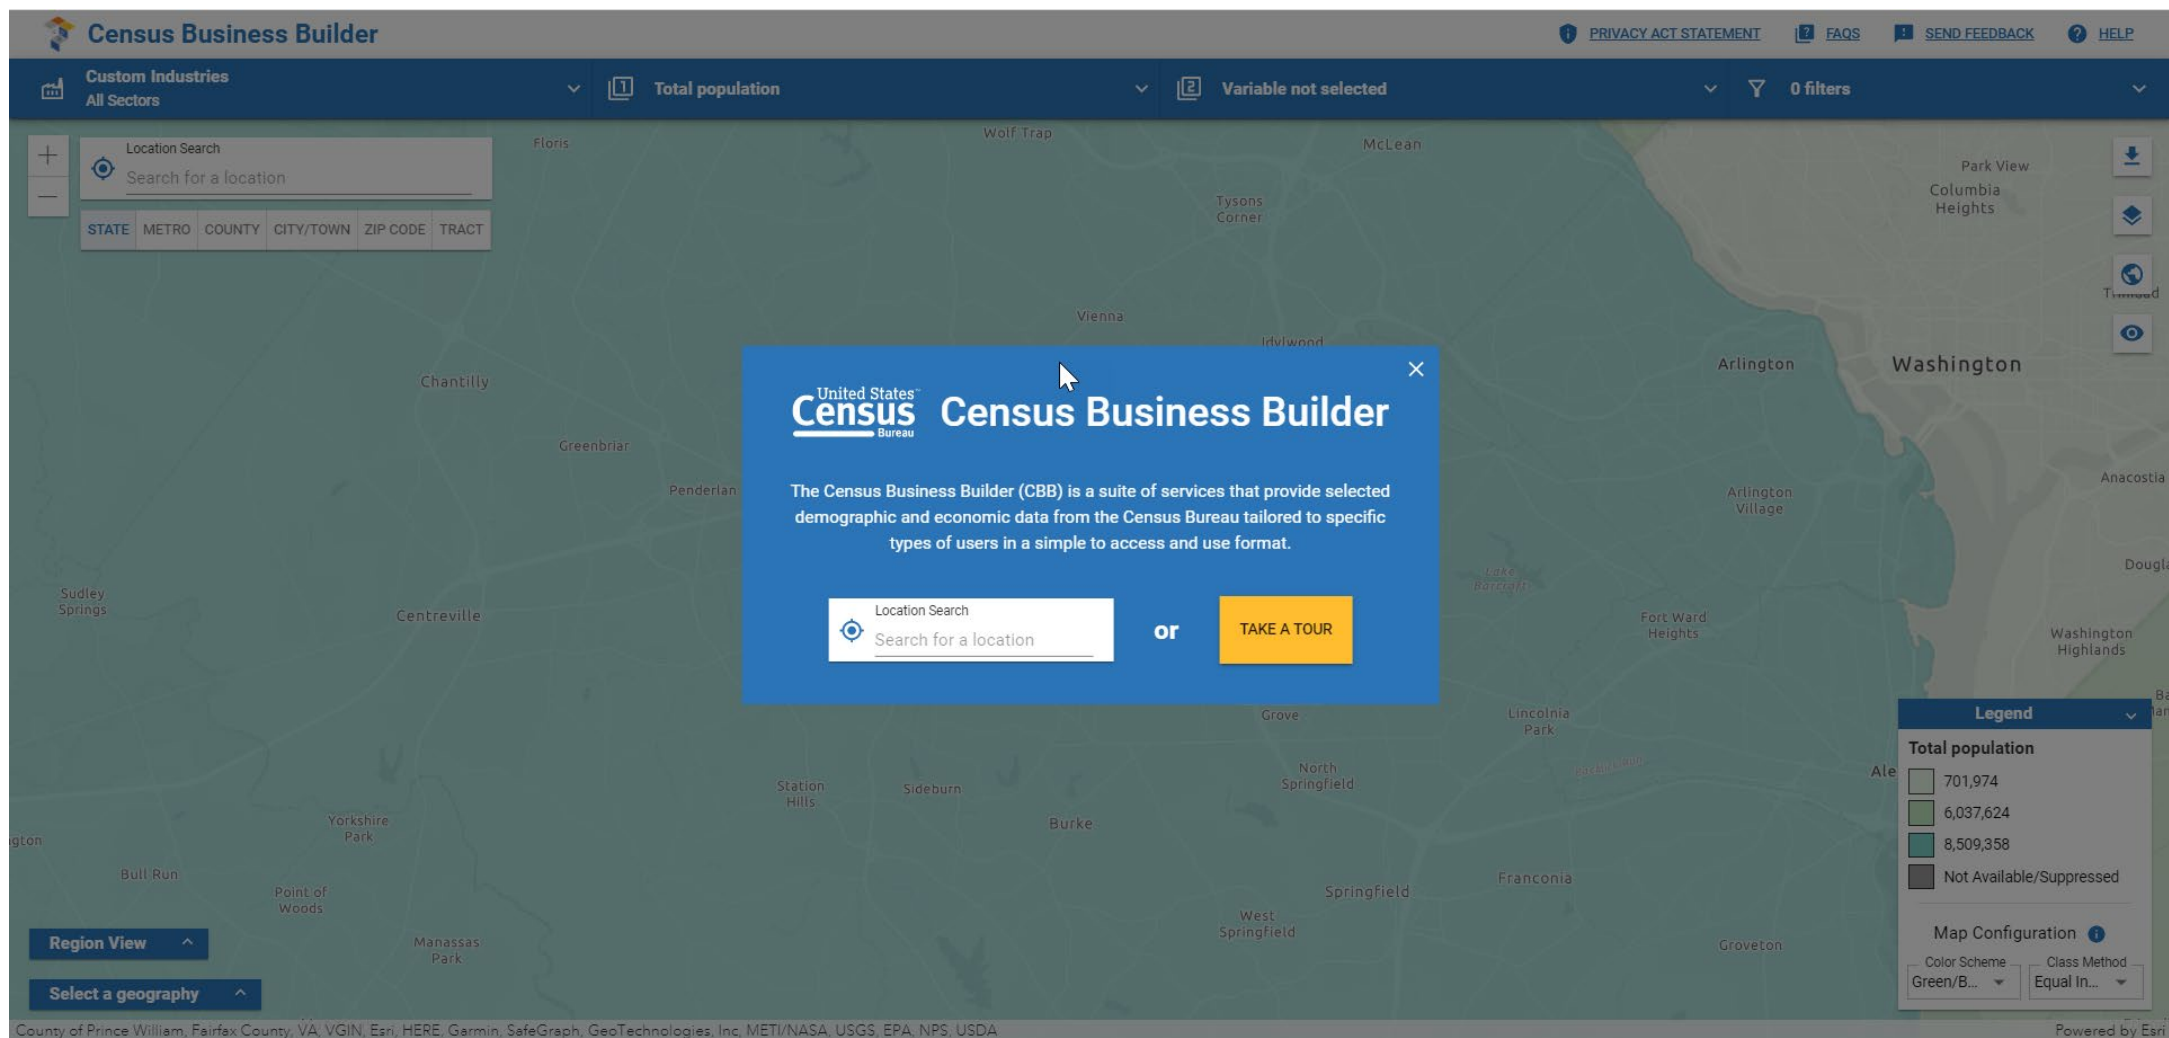 Census Business Builder
PRIVACY ACT STATEMENT
FAQS
SEND FEEDBACK
HELP
Custom Industries
All Sectors
Total population
Variable not selected
0 filters
Location Search
Search for a location
STATE METRO COUNTY CITY/TOWN ZIP CODE TRACT
Floris
Wolf Trap
McLean
Park View
Columbia
Heights
Tysons
Corner
Vienna
Idylwood
Arlington
Washington
Chantilly
Greenbriar
Anacostia
Arlington
Village
United States™
Census
Bureau
Census Business Builder
The Census Business Builder (CBB) is a suite of services that provide selected
demographic and economic data from the Census Bureau tailored to specific
types of users in a simple to access and use format.
Location Search
Search for a location
or
TAKE A TOUR
Sudley
Springs
Centreville
Fort Ward
Heights
Washington
Highlands
Grove
Lincolnia
Park
North
Springfield
Station
Hills
Sideburn
Burke
Yorkshire
Park
Bull Run
Point of
Woods
Springfield
Franconia
West
Springfield
Manassas
Park
Groveton
Legend
Total population
701,974
6,037,624
8,509,358
Not Available/Suppressed
Map Configuration
Color Scheme
Green/B...
Class Method
Equal In...
Region View
Select a geography
County of Prince William, Fairfax County, VA, VGIN, Esri, HERE, Garmin, SafeGraph, GeoTechnologies, Inc, METI/NASA, USGS, EPA, NPS, USDA
Powered by Esri